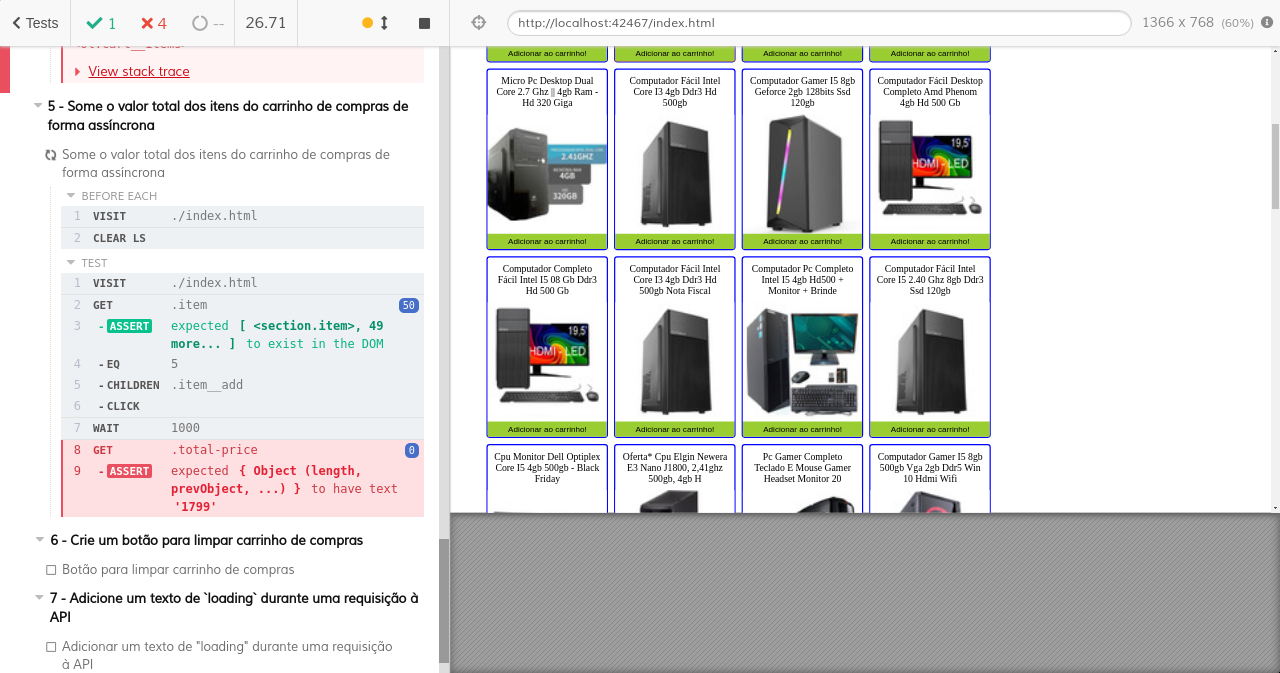 Tests
1
4
--
26.71
http://localhost:42467/index.html
1366 x 768 (60%)
<ol.cart__items>
View stack trace
5 - Some o valor total dos itens do carrinho de compras de
forma assíncrona
Some o valor total dos itens do carrinho de compras de
forma assíncrona
BEFORE EACH
1 VISIT ./index.html
2 CLEAR LS
TEST
1 VISIT ./index.html
2 GET .item 50
3 - ASSERT expected [ <section.item>, 49
more... ] to exist in the DOM
4 - EQ 5
5 - CHILDREN .item__add
6 - CLICK
7 WAIT 1000
8 GET .total-price 0
9 - ASSERT expected { Object (length,
prevObject, ...) } to have text
'1799'
6 - Crie um botão para limpar carrinho de compras
Botão para limpar carrinho de compras
7 - Adicione um texto de `loading` durante uma requisição à
API
Adicionar um texto de "loading" durante uma requisição
à API
Adicionar ao carrinho! Adicionar ao carrinho! Adicionar ao carrinho! Adicionar ao carrinho!
Micro Pc Desktop Dual
Core 2.7 Ghz || 4gb Ram -
Hd 320 Giga
2.41GHZ
4GB
320GB
Adicionar ao carrinho!
Computador Fácil Intel
Core I3 4gb Ddr3 Hd
500gb
Adicionar ao carrinho!
Computador Gamer I5 8gb
Geforce 2gb 128bits Ssd
120gb
Adicionar ao carrinho!
Computador Fácil Desktop
Completo Amd Phenom
4gb Hd 500 Gb
19,5'
HDMI - LED
Adicionar ao carrinho!
Computador Completo
Fácil Intel I5 08 Gb Ddr3
Hd 500 Gb
19,5'
HDMI - LED
Adicionar ao carrinho!
Computador Fácil Intel
Core I3 4gb Ddr3 Hd
500gb Nota Fiscal
Adicionar ao carrinho!
Computador Pc Completo
Intel I5 4gb Hd500 +
Monitor + Brinde
Adicionar ao carrinho!
Computador Fácil Intel
Core I5 2.40 Ghz 8gb Ddr3
Ssd 120gb
Adicionar ao carrinho!
Cpu Monitor Dell Optiplex
Core I5 4gb 500gb - Black
Friday
Oferta* Cpu Elgin Newera
E3 Nano J1800, 2,41ghz
500gb, 4gb H
Pc Gamer Completo
Teclado E Mouse Gamer
Headset Monitor 20
Computador Gamer I5 8gb
500gb Vga 2gb Ddr5 Win
10 Hdmi Wifi